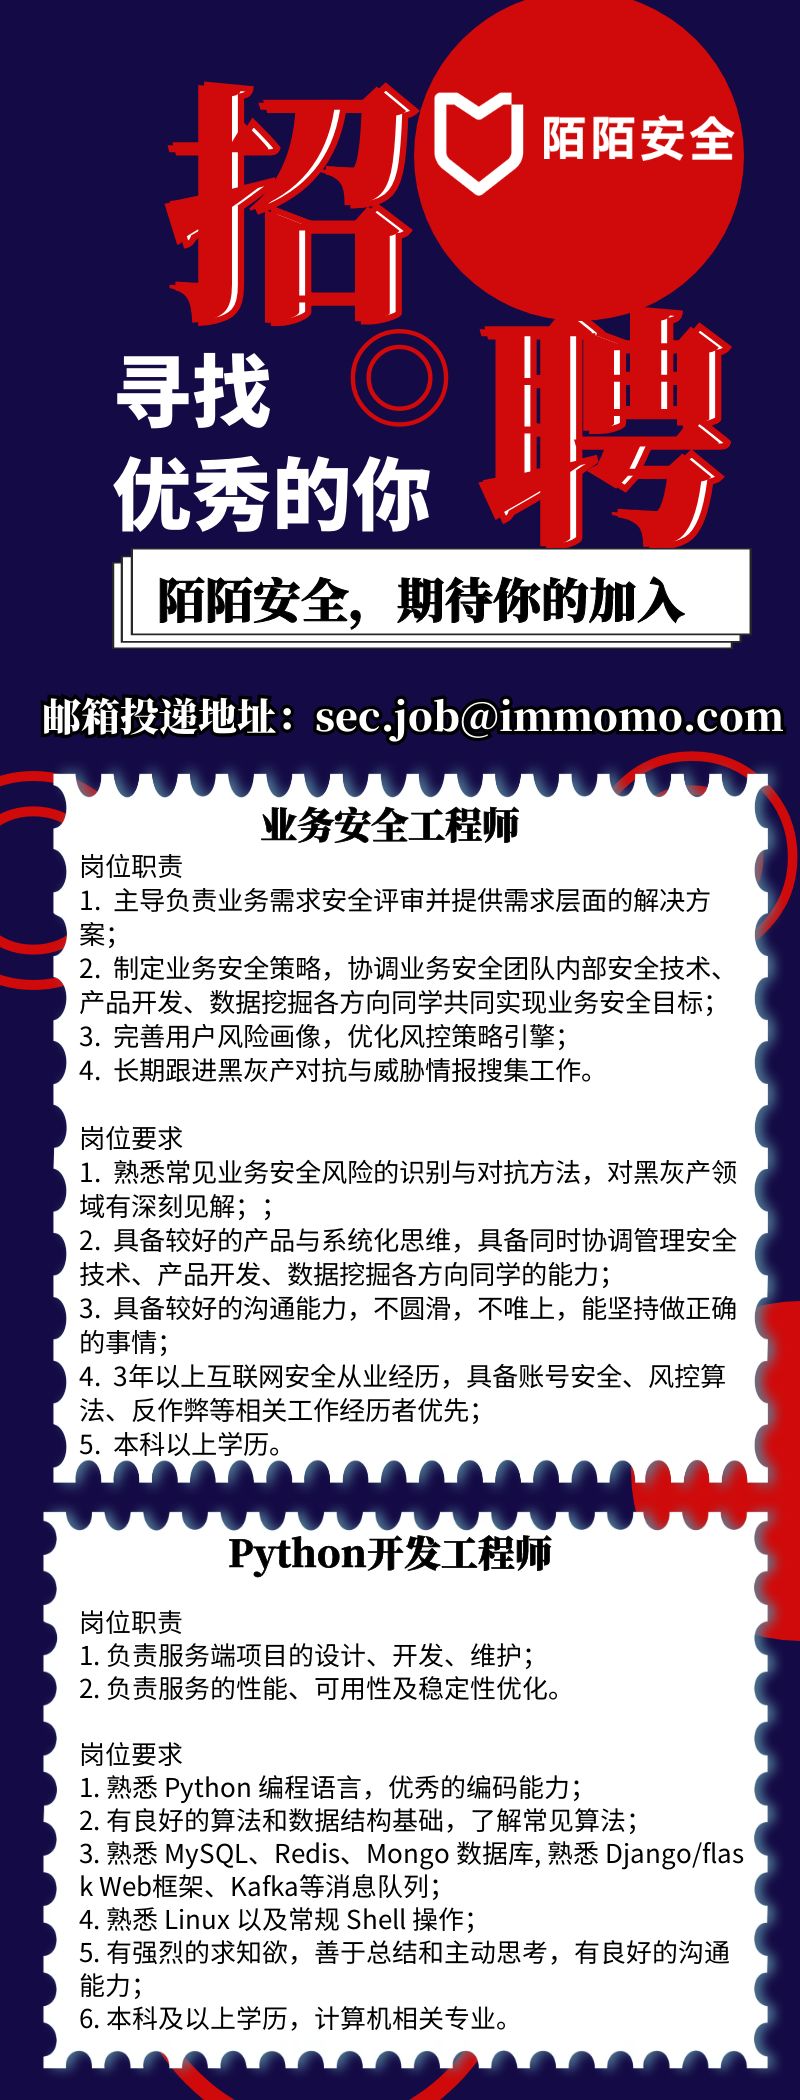 招
陌陌安全
聘
寻找
优秀的你
陌陌安全，期待你的加入
邮箱投递地址：sec.job@immomo.com
业务安全工程师
岗位职责
1. 主导负责业务需求安全评审并提供需求层面的解决方
案；
2. 制定业务安全策略，协调业务安全团队内部安全技术、
产品开发、数据挖掘各方向同学共同实现业务安全目标；
3. 完善用户风险画像，优化风控策略引擎；
4. 长期跟进黑灰产对抗与威胁情报搜集工作。
岗位要求
1. 熟悉常见业务安全风险的识别与对抗方法，对黑灰产领
域有深刻见解；；
2. 具备较好的产品与系统化思维，具备同时协调管理安全
技术、产品开发、数据挖掘各方向同学的能力；
3. 具备较好的沟通能力，不圆滑，不唯上，能坚持做正确
的事情；
4. 3年以上互联网安全从业经历，具备账号安全、风控算
法、反作弊等相关工作经历者优先；
5. 本科以上学历。
Python开发工程师
岗位职责
1. 负责服务端项目的设计、开发、维护；
2. 负责服务的性能、可用性及稳定性优化。
岗位要求
1. 熟悉 Python 编程语言，优秀的编码能力；
2. 有良好的算法和数据结构基础，了解常见算法；
3. 熟悉 MySQL、Redis、Mongo 数据库, 熟悉 Django/flas
k Web框架、Kafka等消息队列；
4. 熟悉 Linux 以及常规 Shell 操作；
5. 有强烈的求知欲，善于总结和主动思考，有良好的沟通
能力；
6. 本科及以上学历，计算机相关专业。